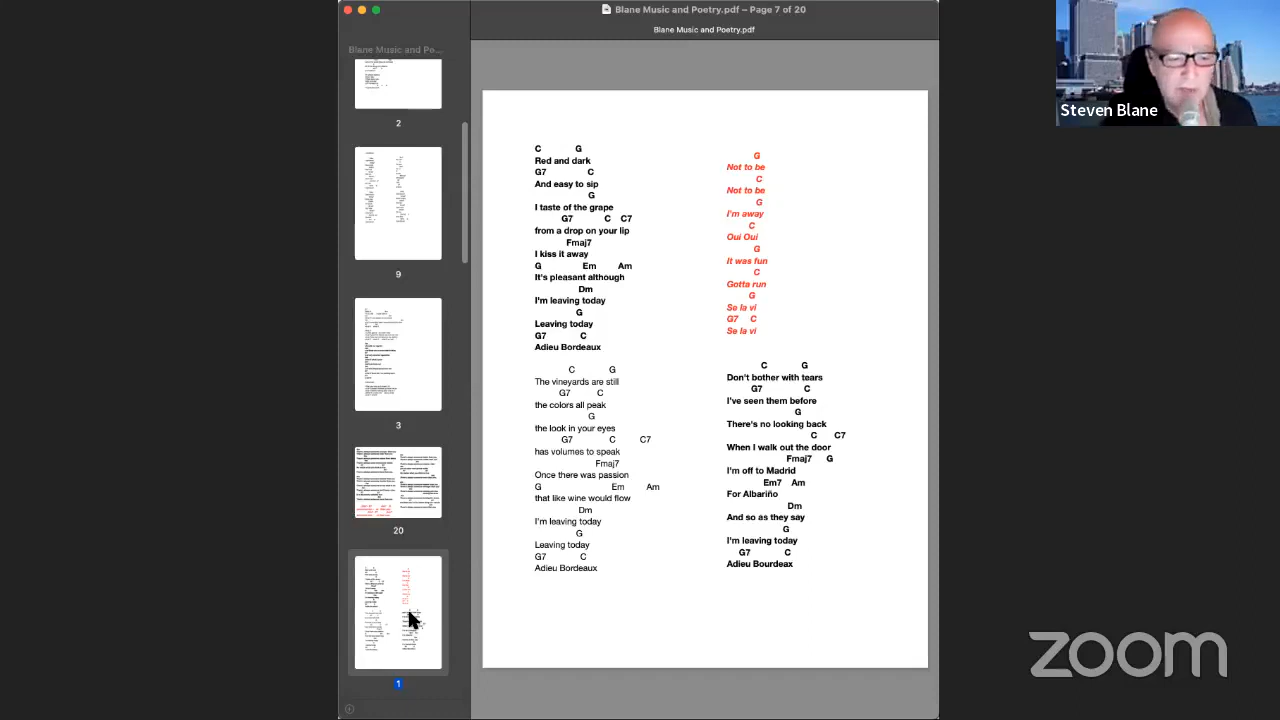 Blane Music and Poetry.pdf – Page 7 of 20
Blane Music and Poetry.pdf
Blane Music and Po...
2
9
3
20
1
C G
Red and dark
G7 C
And easy to sip
G
I taste of the grape
G7 C C7
from a drop on your lip
Fmaj7
I kiss it away
G Em Am
It's pleasant although
Dm
I'm leaving today
G
Leaving today
G7 C
Adieu Bordeaux
C G
The vineyards are still
G7 C
the colors all peak
G
the look in your eyes
G7 C C7
has volumes to speak
Fmaj7
Once there was passion
G Em Am
that like wine would flow
Dm
I'm leaving today
G
Leaving today
G7 C
Adieu Bordeaux
G
Not to be
C
Not to be
G
I'm away
C
Oui Oui
G
It was fun
C
Gotta run
G
Se la vi
G7 C
Se la vi
C G
Don't bother with tears
G7 C
I've seen them before
G
There's no looking back
C C7
When I walk out the door
Fmaj7 G
I'm off to Madrid
Em7 Am
For Albariño
Dm
And so as they say
G
I'm leaving today
G7 C
Adieu Bourdeax
Steven Blane
zoom